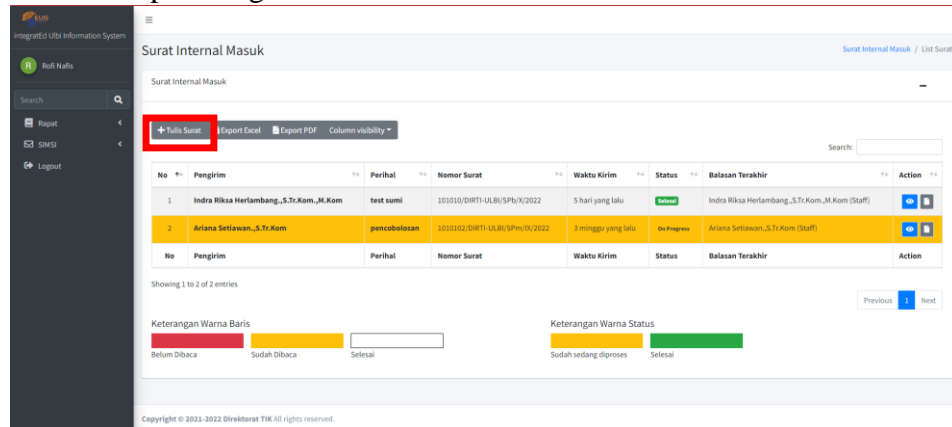 EUIS
integratEd Ulbi Information System
R Rofi Nafis
Search
Rapat
SIMSI
Logout
Surat Internal Masuk
Surat Internal Masuk / List Surat
Surat Internal Masuk
+ Tulis Surat Export Excel Export PDF Column visibility
Search:
No Pengirim Perihal Nomor Surat Waktu Kirim Status Balasan Terakhir Action
1 Indra Riksa Herlambang.,S.Tr.Kom.,M.Kom test sumi 101010/DIRTI-ULBI/SPb/X/2022 5 hari yang lalu Selesai Indra Riksa Herlambang.,S.Tr.Kom.,M.Kom (Staff)
2 Ariana Setiawan.,S.Tr.Kom pencobolosan 1010102/DIRTI-ULBI/SPm/IX/2022 3 minggu yang lalu On Progress Ariana Setiawan.,S.Tr.Kom (Staff)
No Pengirim Perihal Nomor Surat Waktu Kirim Status Balasan Terakhir Action
Showing 1 to 2 of 2 entries
Previous 1 Next
Keterangan Warna Baris
Belum Dibaca Sudah Dibaca Selesai
Keterangan Warna Status
Sudah sedang diproses Selesai
Copyright © 2021-2022 Direktorat TIK All rights reserved.